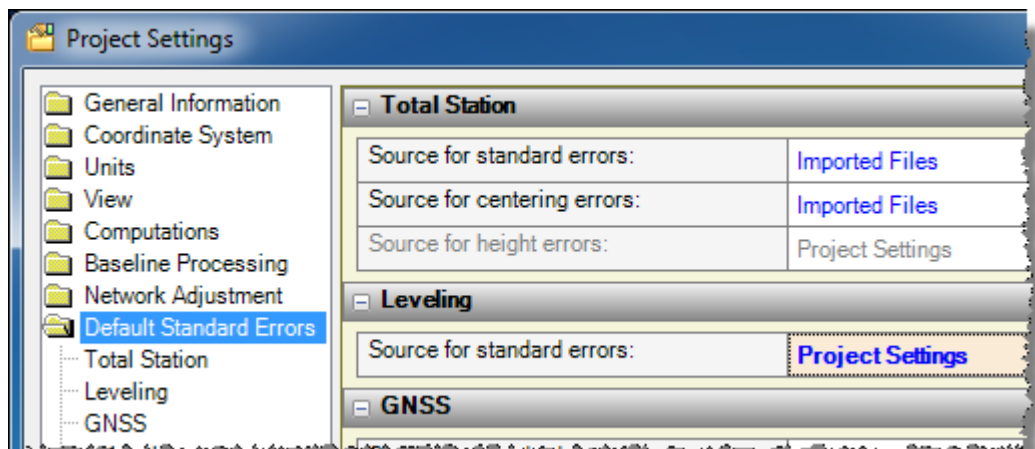 Project Settings
General Information
Coordinate System
Units
View
Computations
Baseline Processing
Network Adjustment
Default Standard Errors
Total Station
Leveling
GNSS
Total Station
Source for standard errors: Imported Files
Source for centering errors: Imported Files
Source for height errors: Project Settings
Leveling
Source for standard errors: Project Settings
GNSS